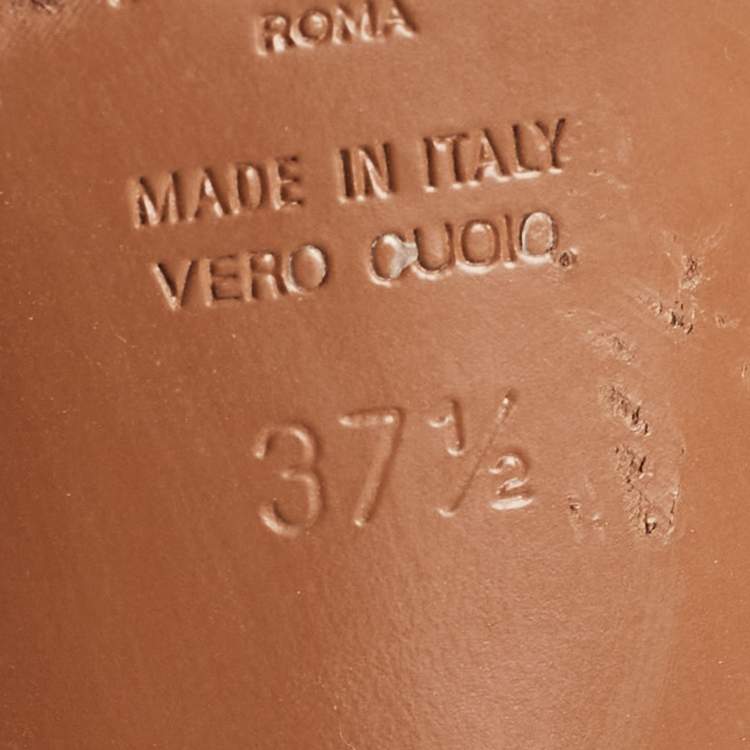 ROMA
MADE IN ITALY
VERO CUOIO.
37½